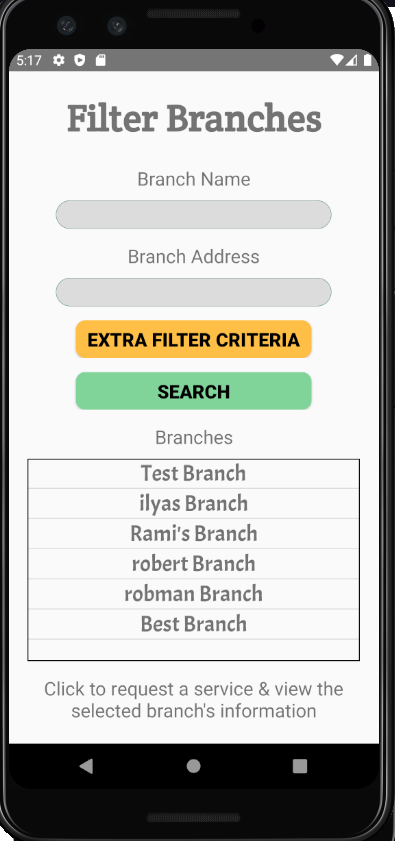 5:17
Filter Branches
Branch Name
Branch Address
EXTRA FILTER CRITERIA
SEARCH
Branches
Test Branch
ilyas Branch
Rami's Branch
robert Branch
robman Branch
Best Branch
Click to request a service & view the
selected branch's information